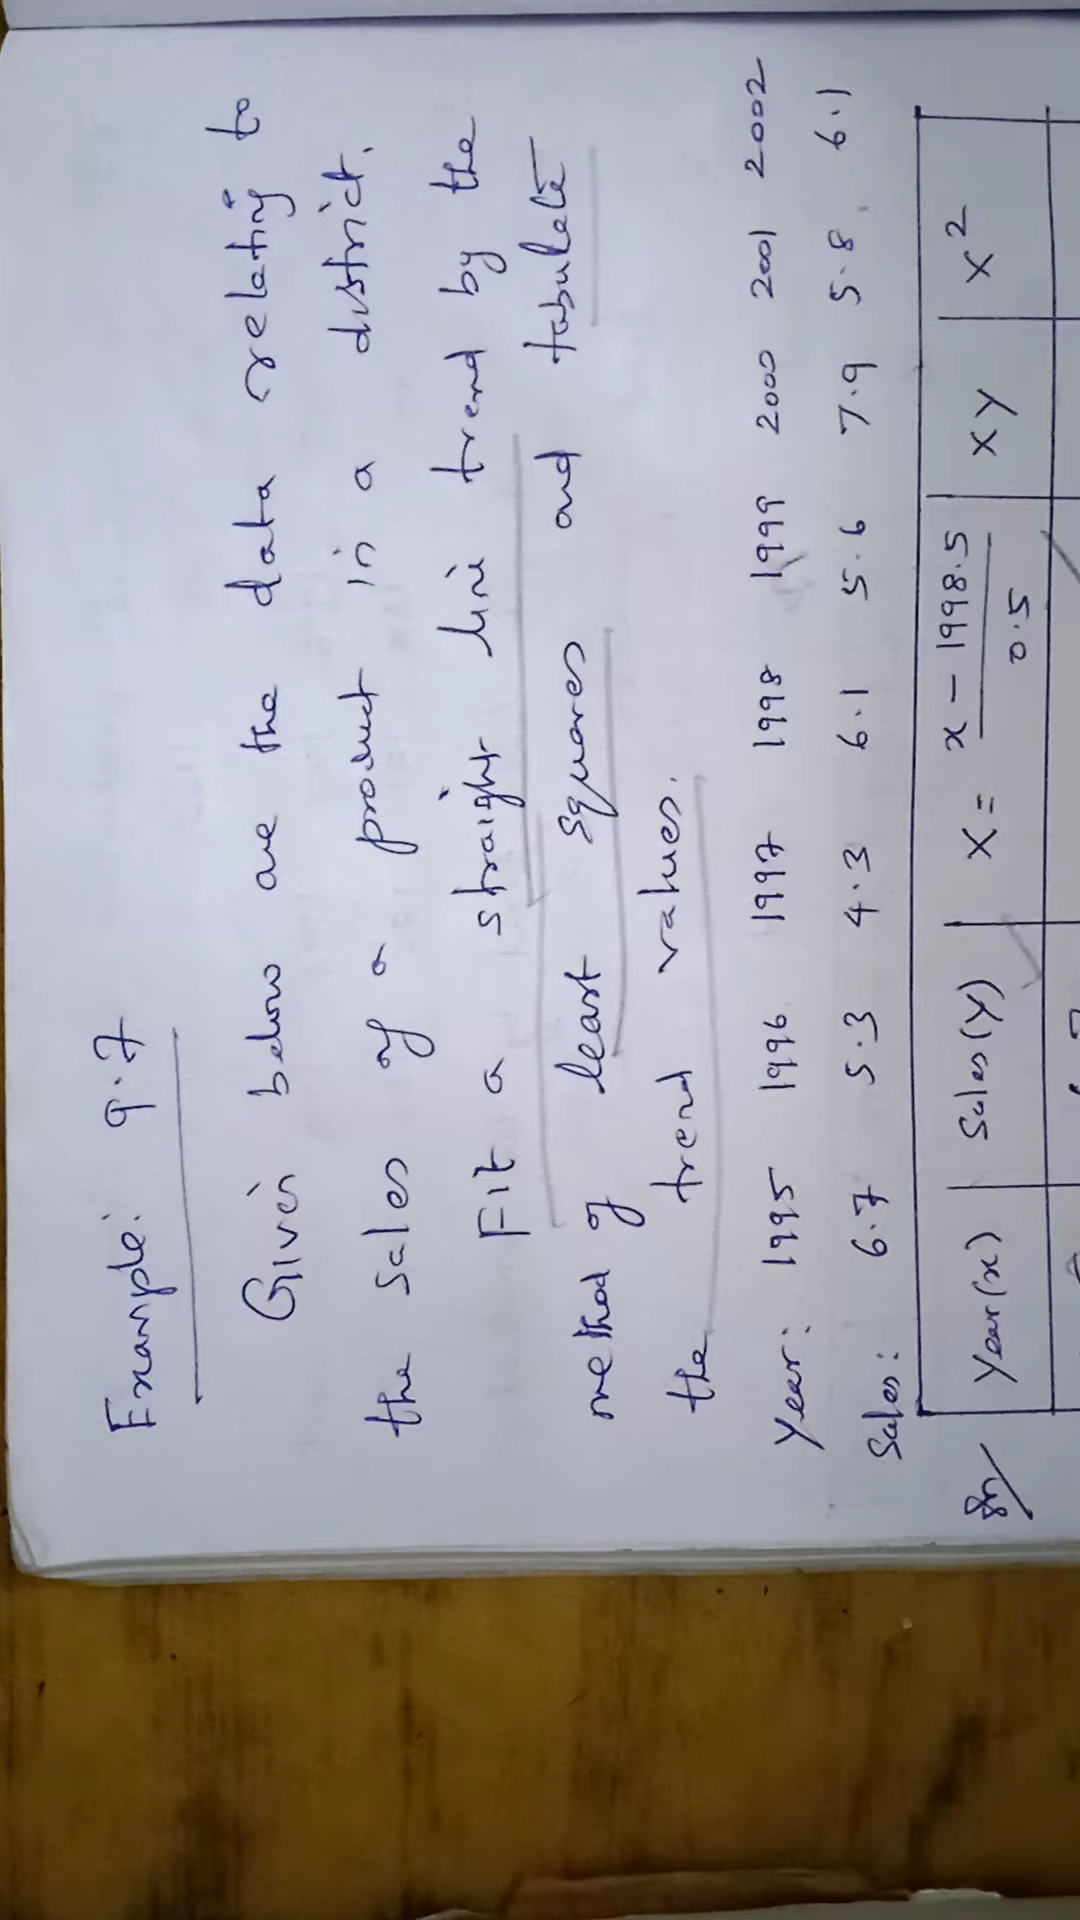 Example: 9.7
Given below are the data relating to
the sales of a product in a district.
Fit a straight line trend by the
method of least squares and tabulate
the trend values.
Year: 1995 1996 1997 1998 1999 2000 2001 2002
Sales: 6.7 5.3 4.3 6.1 5.6 7.9 5.8 6.1
Year(x) Sales(y) X = x - 1998.5 / 0.5 XY X²